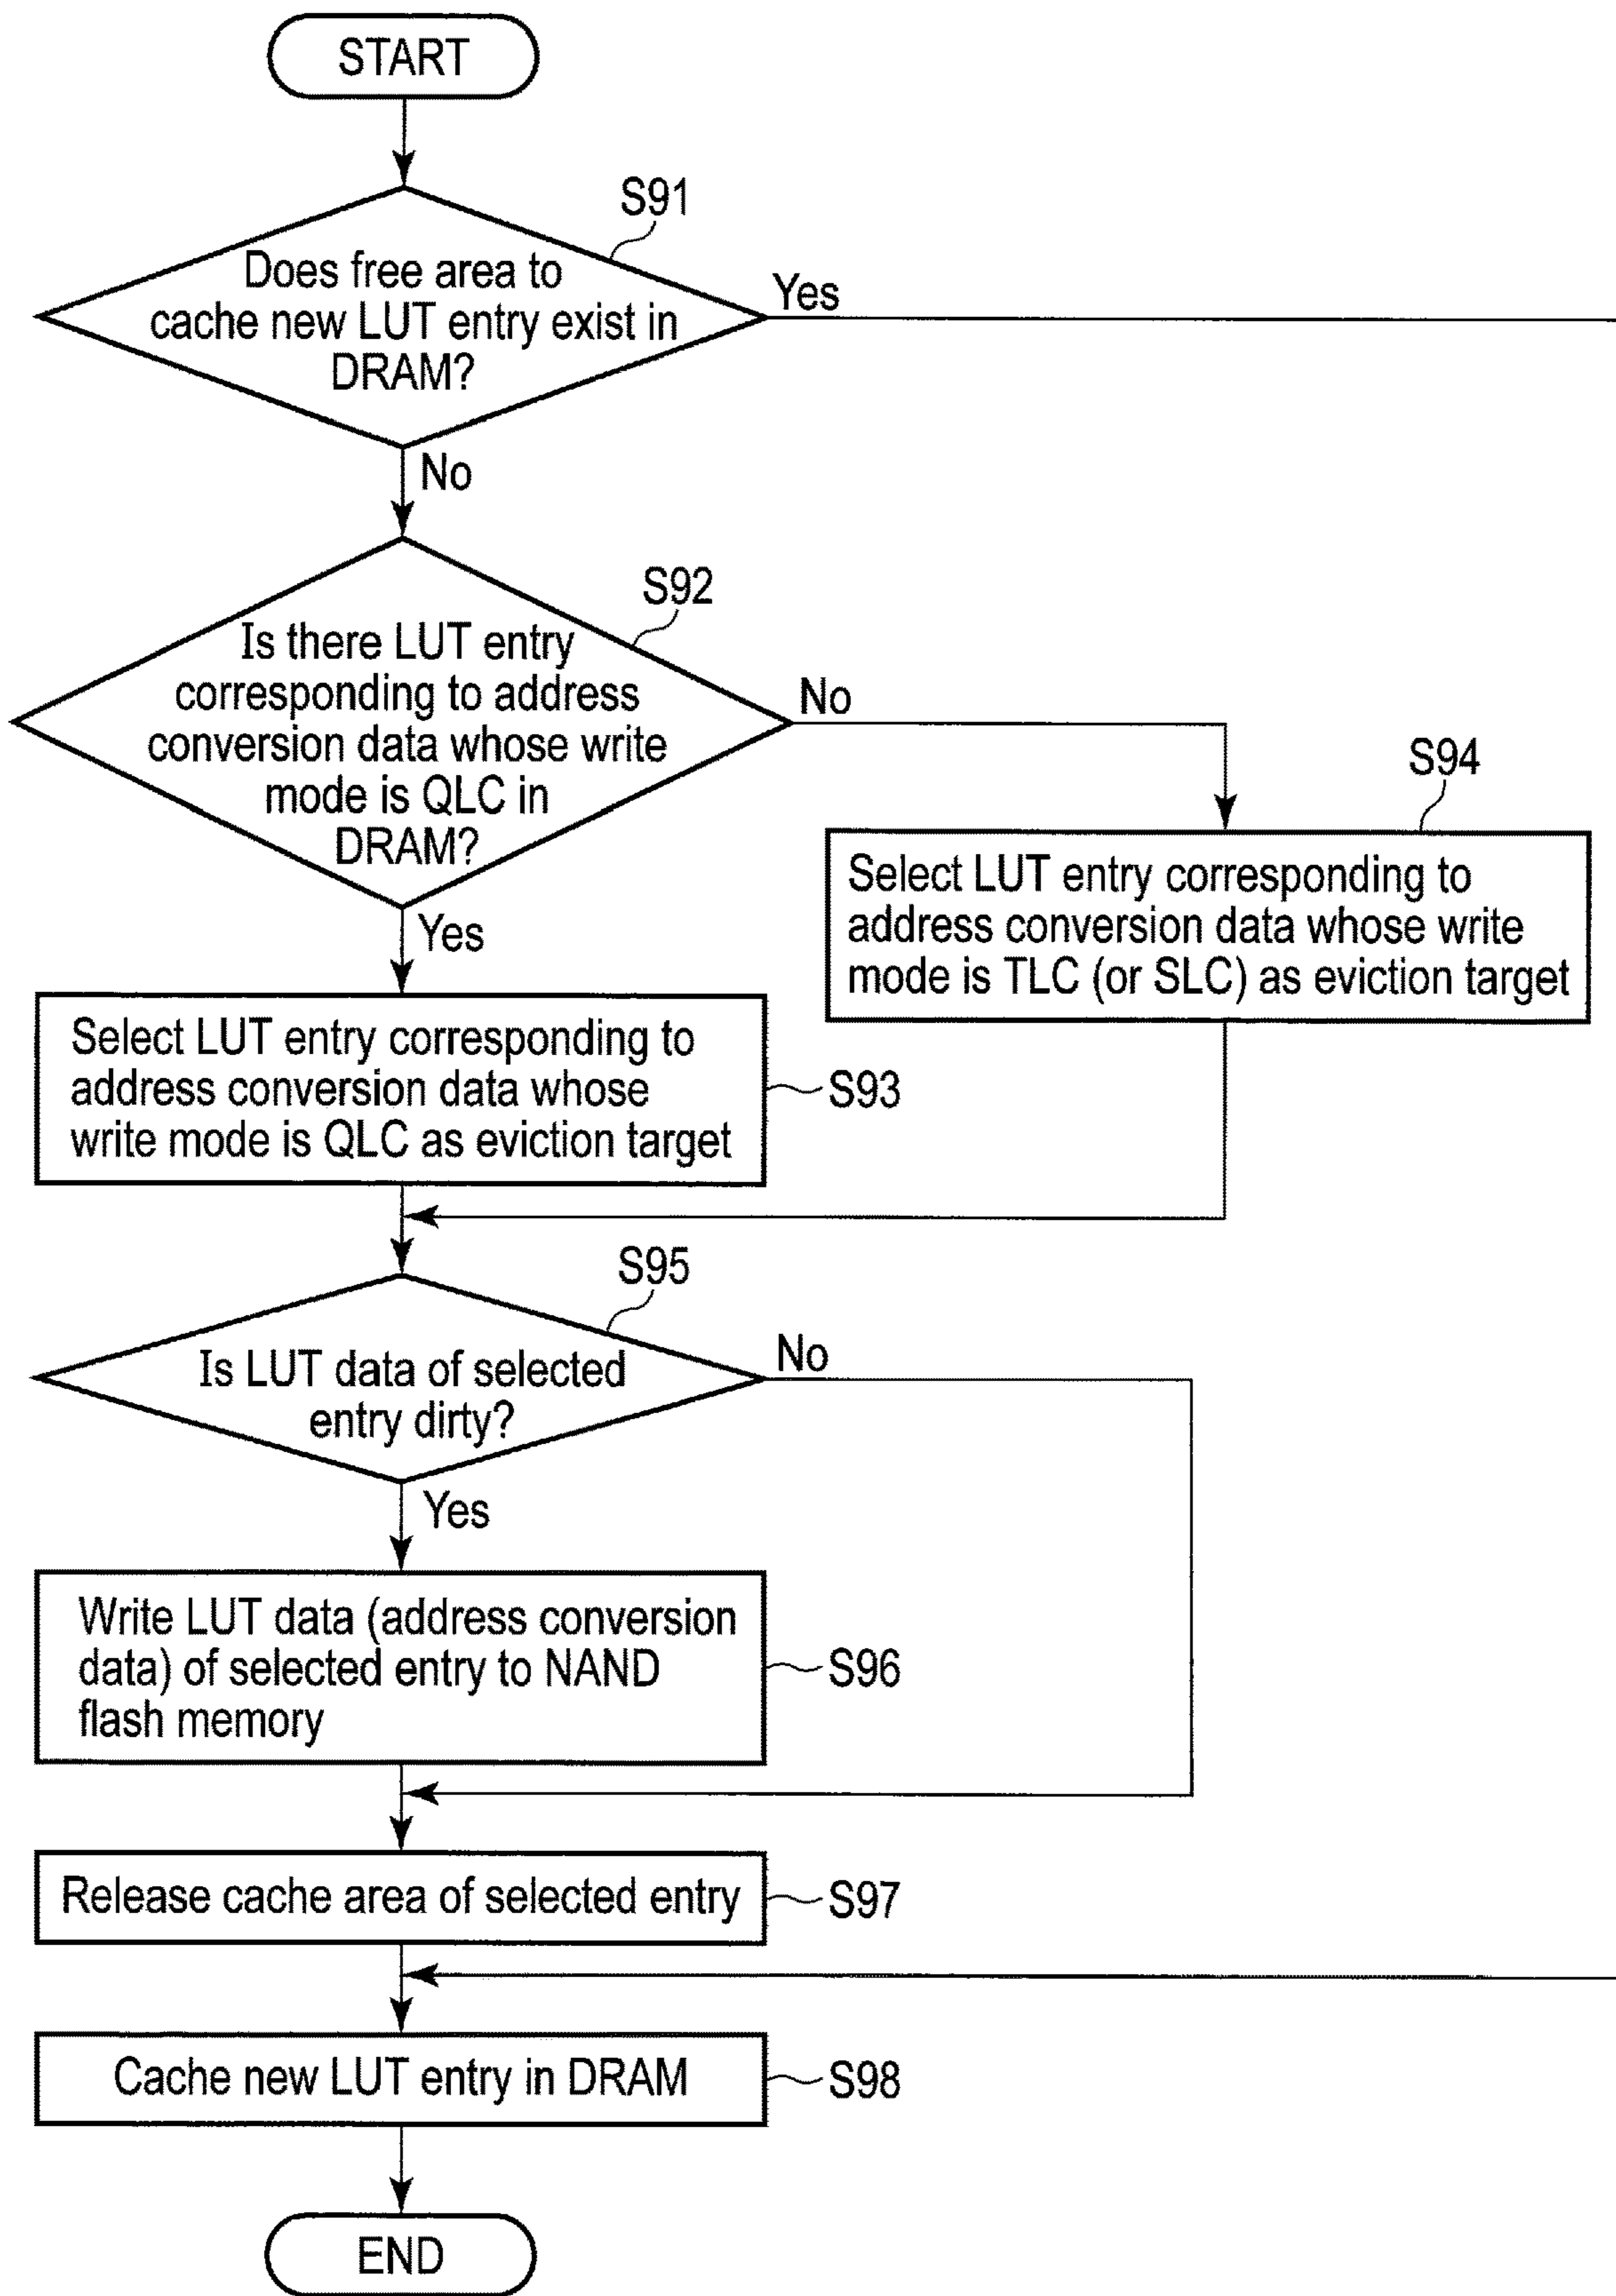 START
S91
Does free area to
cache new LUT entry exist in
DRAM?
Yes
No
S92
Is there LUT entry
corresponding to address
conversion data whose write
mode is QLC in
DRAM?
No
Yes
S94
Select LUT entry corresponding to
address conversion data whose write
mode is TLC (or SLC) as eviction target
Select LUT entry corresponding to
address conversion data whose
write mode is QLC as eviction target
S93
S95
Is LUT data of selected
entry dirty?
No
Yes
Write LUT data (address conversion
data) of selected entry to NAND
flash memory
S96
Release cache area of selected entry
S97
Cache new LUT entry in DRAM
S98
END